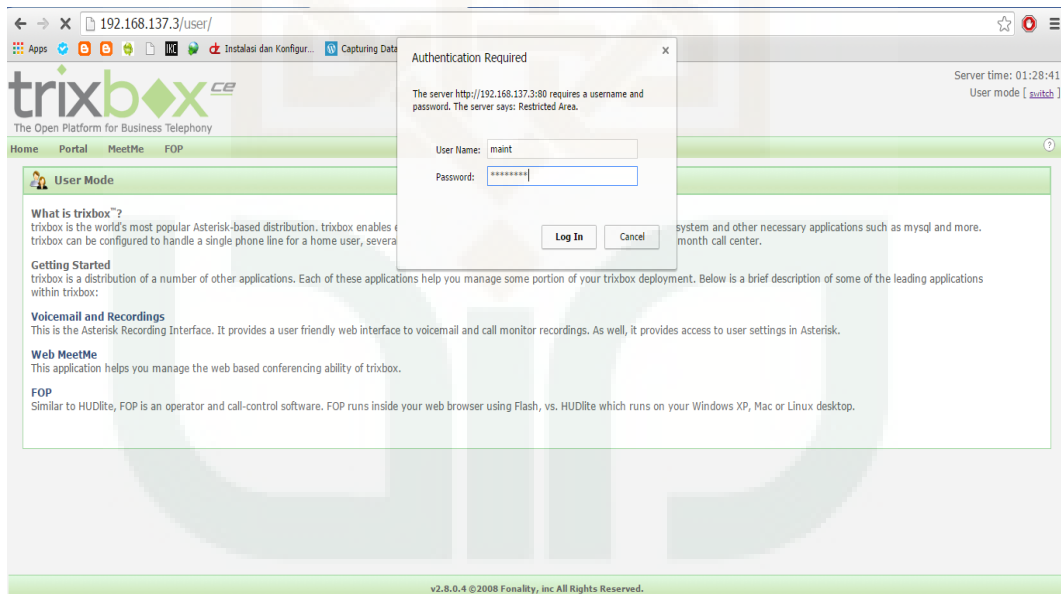 192.168.137.3/user/
Apps
IKC
Instalasi dan Konfigur...
Capturing Data
trixbox ce
The Open Platform for Business Telephony
Server time: 01:28:41
User mode [ switch ]
Home Portal MeetMe FOP
?
Authentication Required
x
The server http://192.168.137.3:80 requires a username and
password. The server says: Restricted Area.
User Name: maint
Password: ********
Log In Cancel
User Mode
What is trixbox™?
trixbox is the world's most popular Asterisk-based distribution. trixbox enables system and other necessary applications such as mysql and more.
trixbox can be configured to handle a single phone line for a home user, severa month call center.
Getting Started
trixbox is a distribution of a number of other applications. Each of these applications help you manage some portion of your trixbox deployment. Below is a brief description of some of the leading applications
within trixbox:
Voicemail and Recordings
This is the Asterisk Recording Interface. It provides a user friendly web interface to voicemail and call monitor recordings. As well, it provides access to user settings in Asterisk.
Web MeetMe
This application helps you manage the web based conferencing ability of trixbox.
FOP
Similar to HUDlite, FOP is an operator and call-control software. FOP runs inside your web browser using Flash, vs. HUDlite which runs on your Windows XP, Mac or Linux desktop.
v2.8.0.4 ©2008 Fonality, inc All Rights Reserved.